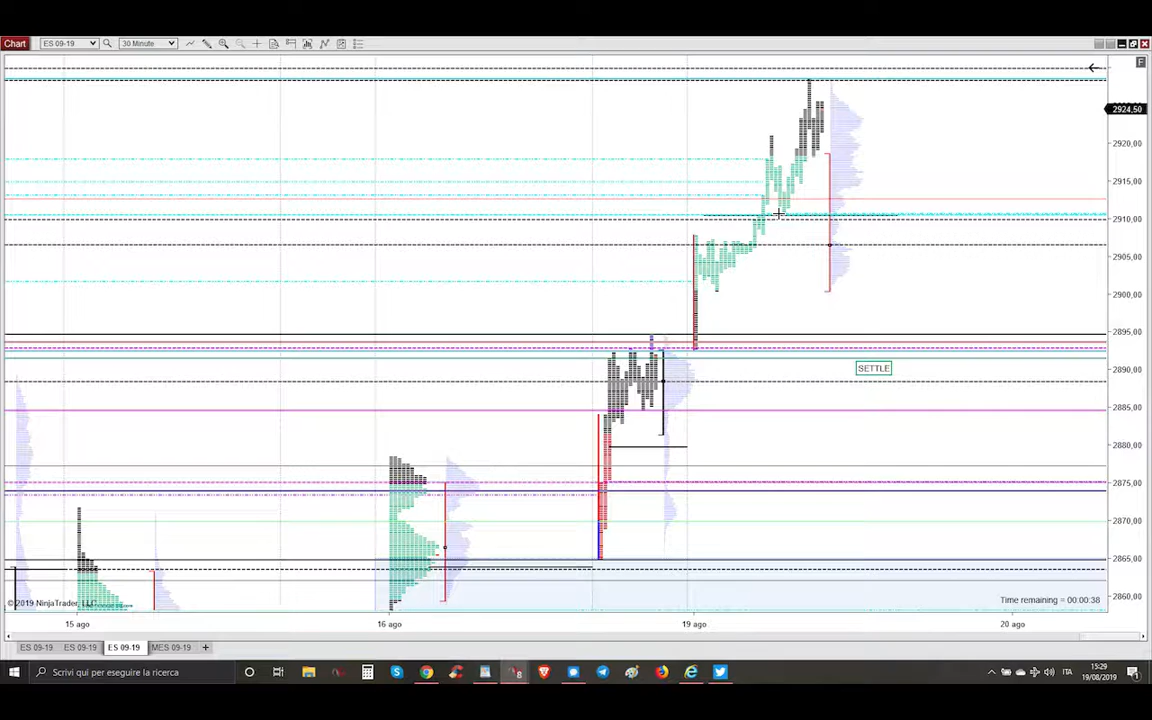 Chart ES 09-19 30 Minute
F
2924,50
2920,00
2915,00
2910,00
2905,00
2900,00
2895,00
2890,00
2885,00
2880,00
2875,00
2870,00
2865,00
2860,00
SETTLE
© 2019 NinjaTrader, LLC
Time remaining = 00:00:38
15 ago 16 ago 19 ago 20 ago
ES 09-19 ES 09-19 ES 09-19 MES 09-19 +
Scrivi qui per eseguire la ricerca
ITA
15:29
19/08/2019